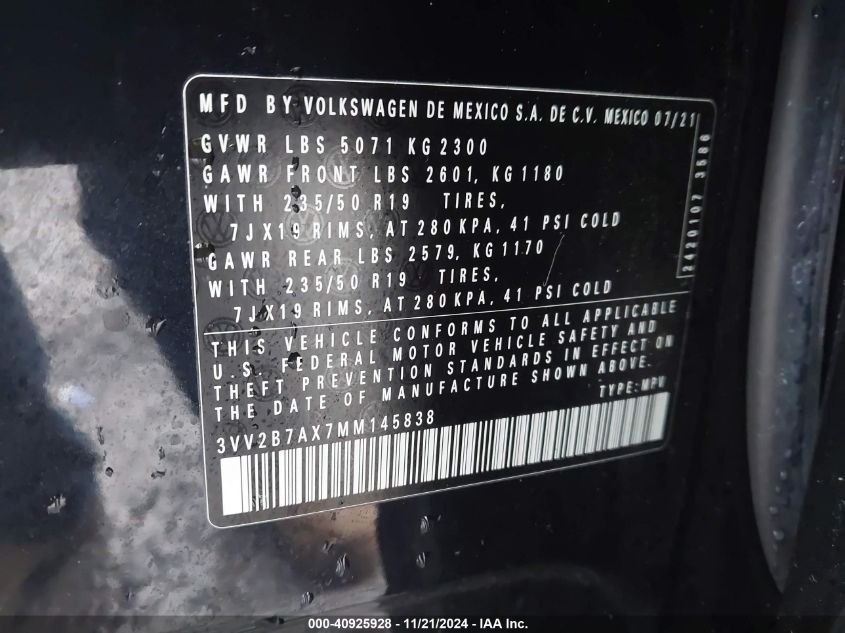 MFD BY VOLKSWAGEN DE MEXICO S.A. DE C.V. MEXICO 07/21
GVWR LBS 5071 KG 2300
GAWR FRONT LBS 2601, KG 1180
WITH 235/50 R19 TIRES,
7JX19 RIMS, AT 280 KPA, 41 PSI COLD
GAWR REAR LBS 2579, KG 1170
WITH 235/50 R19 TIRES,
7JX19 RIMS, AT 280 KPA, 41 PSI COLD
2420107 3586
THIS VEHICLE CONFORMS TO ALL APPLICABLE
U.S. FEDERAL MOTOR VEHICLE SAFETY AND
THEFT PREVENTION STANDARDS IN EFFECT ON
THE DATE OF MANUFACTURE SHOWN ABOVE.
TYPE:MPV
3VV2B7AX7MM145838
000-40925928 - 11/21/2024 - IAA Inc.